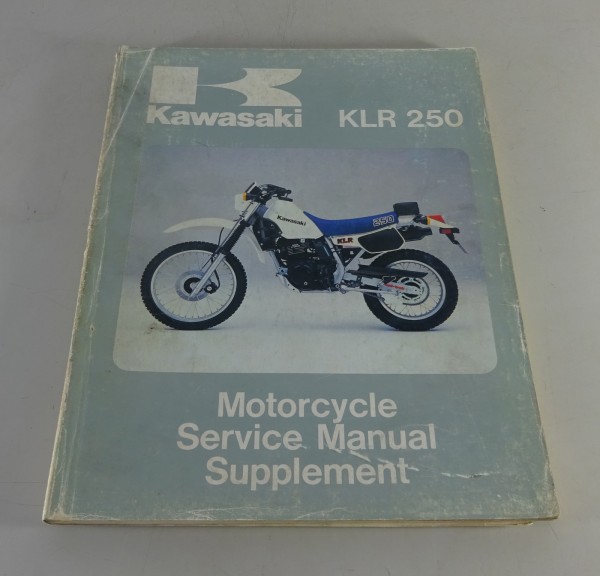 Kawasaki KLR 250
Kawasaki
250
KLR
Motorcycle
Service Manual
Supplement